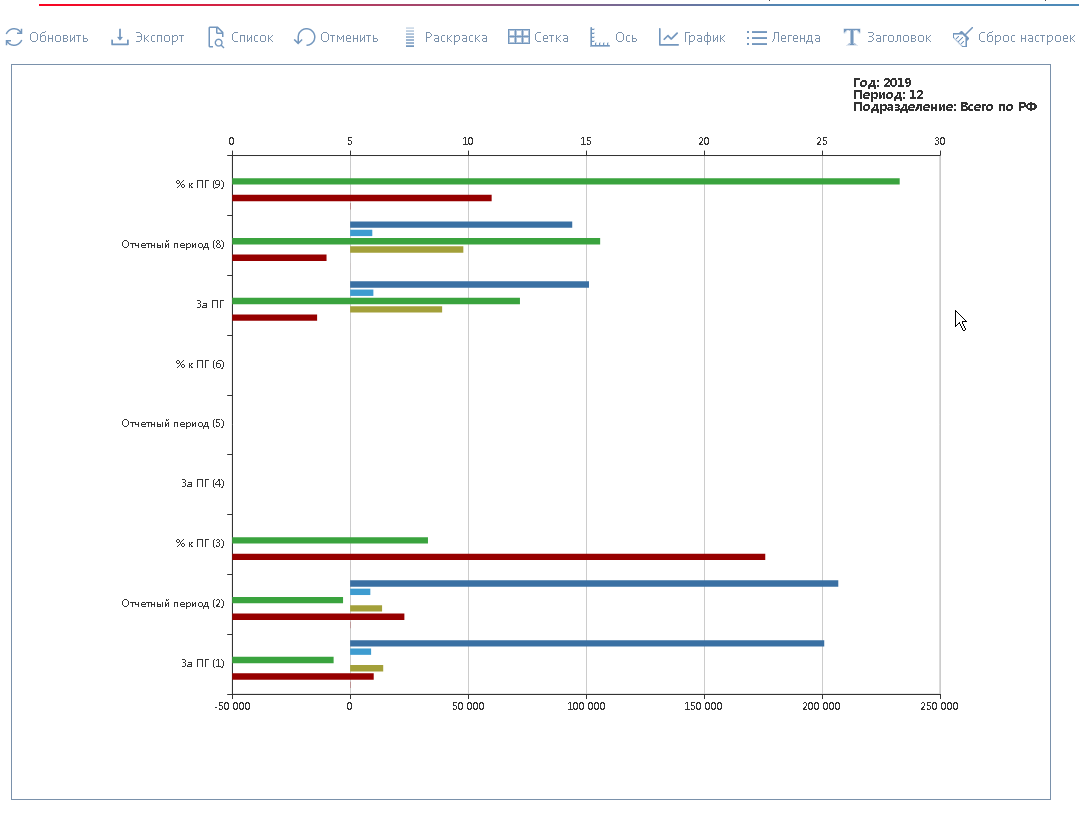 Обновить Экспорт Список Отменить Раскраска Сетка Ось График Легенда Заголовок Сброс настроек
Год: 2019
Период: 12
Подразделение: Всего по РФ
0 5 10 15 20 25 30
% к ПГ (9)
Отчетный период (8)
За ПГ
% к ПГ (6)
Отчетный период (5)
За ПГ (4)
% к ПГ (3)
Отчетный период (2)
За ПГ (1)
-50 000 0 50 000 100 000 150 000 200 000 250 000